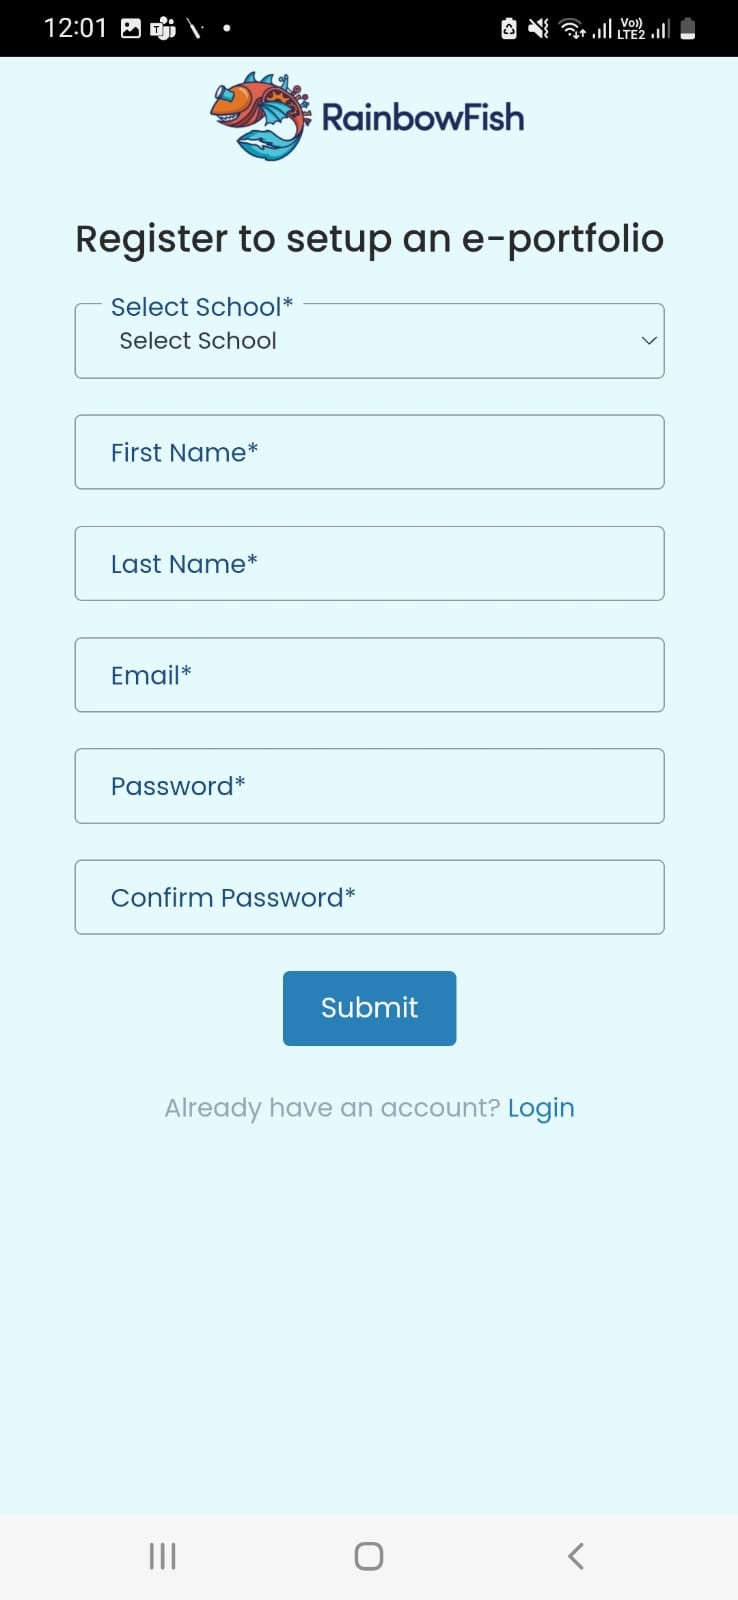 12:01
Vo))
LTE2
RainbowFish
Register to setup an e-portfolio
Select School*
Select School
First Name*
Last Name*
Email*
Password*
Confirm Password*
Submit
Already have an account? Login